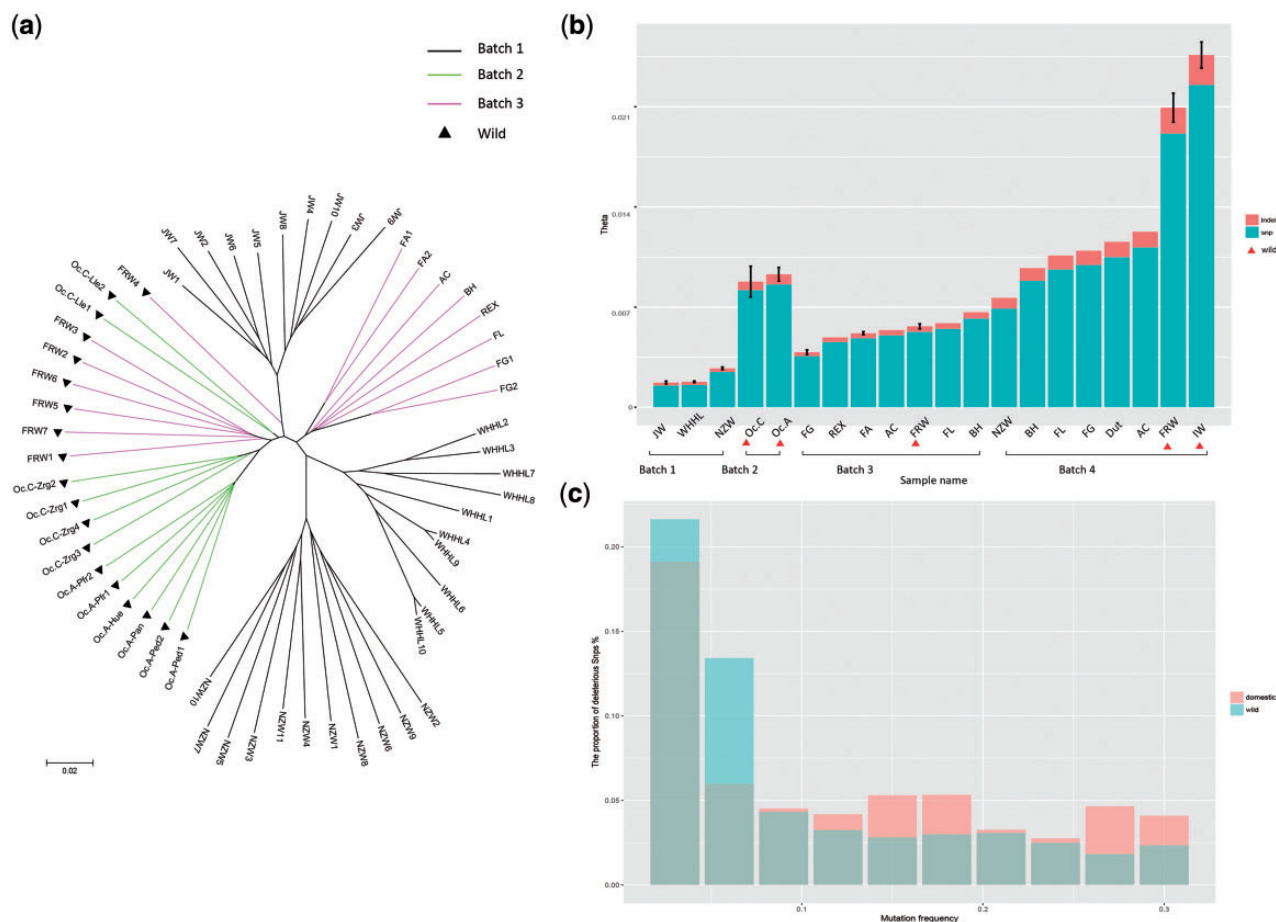 (a)
Batch 1
Batch 2
Batch 3
Wild
JW1
JW7
JW2
JW6
JW5
JW8
JW4
JW10
JW3
JW9
FA1
FA2
AC
BH
REX
FL
FG1
FG2
WHHL2
WHHL3
WHHL7
WHHL8
WHHL1
WHHL4
WHHL9
WHHL6
WHHL5
WHHL10
NZW2
NZW9
NZW6
NZW8
NZW1
NZW4
NZW11
NZW3
NZW5
NZW7
NZW10
Oc.A-Ped1
Oc.A-Ped2
Oc.A-Pan
Oc.A-Hue
Oc.A-Pfr1
Oc.A-Pfr2
Oc.C-Zrg3
Oc.C-Zrg4
Oc.C-Zrg1
Oc.C-Zrg2
FRW1
FRW7
FRW5
FRW6
FRW2
FRW3
Oc.C-Lle1
Oc.C-Lle2
FRW4
0.02
(b)
Theta
0.021
0.014
0.007
0
JW WHHL NZW Oc.C Oc.A FG REX FA AC FRW FL BH NZW BH FL FG Dut AC FRW IW
Batch 1 Batch 2 Batch 3 Batch 4
Sample name
indel
snp
wild
(c)
The proportion of deleterious Snps %
0.20
0.15
0.10
0.05
0.00
0.1 0.2 0.3
Mutation frequency
domestic
wild